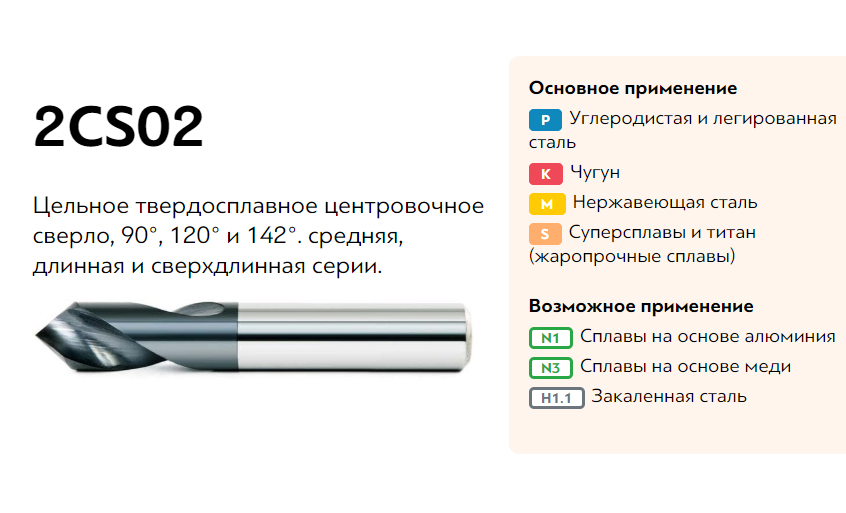 2CS02
Цельное твердосплавное центровочное
сверло, 90°, 120° и 142°. средняя,
длинная и сверхдлинная серии.
Основное применение
P Углеродистая и легированная
сталь
K Чугун
M Нержавеющая сталь
S Суперсплавы и титан
(жаропрочные сплавы)
Возможное применение
N1 Сплавы на основе алюминия
N3 Сплавы на основе меди
H1.1 Закаленная сталь